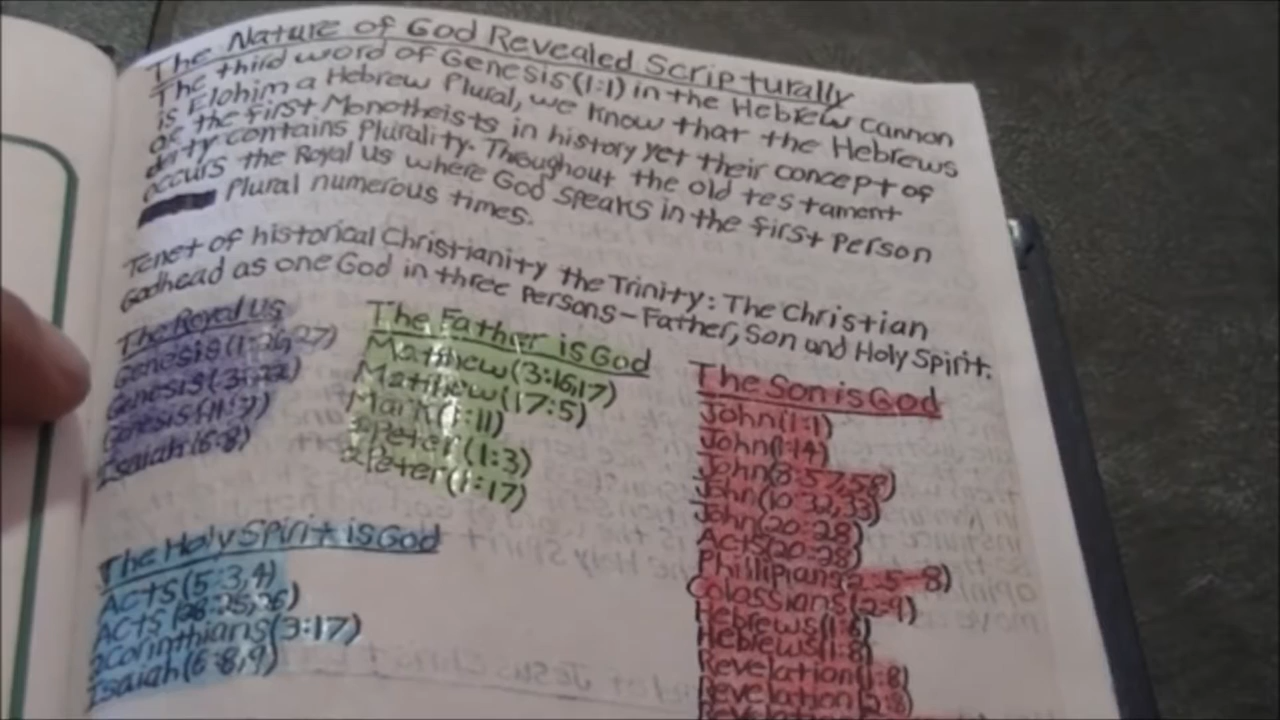 The Nature of God Revealed Scripturally
The third word of Genesis (1:1) in the Hebrew Cannon
is Elohim a Hebrew Plural, we know that the Hebrews
the first Monotheists in history yet their concept of
contains Plurality. Throughout the old testament
occurs the Royal Us where God speaks in the first Person
Plural numerous times.
Tenet of historical Christianity the Trinity: The Christian
Godhead as one God in three Persons - Father, Son and Holy Spirit.
The Royal Us
Genesis (1:26,27)
Genesis (3:22)
Genesis (11:7)
Isaiah (6:8)
The Father is God
Matthew (3:16,17)
Matthew (17:5)
Mark (1:11)
Peter (1:3)
2 Peter (1:17)
The Son is God
John (1:1)
John (1:14)
John (8:57,58)
John (10:32,33)
John (20:28)
Acts (20:28)
Phillipians 2:5-8)
Colossians (2:9)
Hebrews (1:6)
Hebrews (1:8)
Revelation (1:8)
Revelation
The Holy Spirit is God
Acts (5:3,4)
Acts (28:25,26)
2 Corinthians (3:17)
Isaiah (6:8,9)